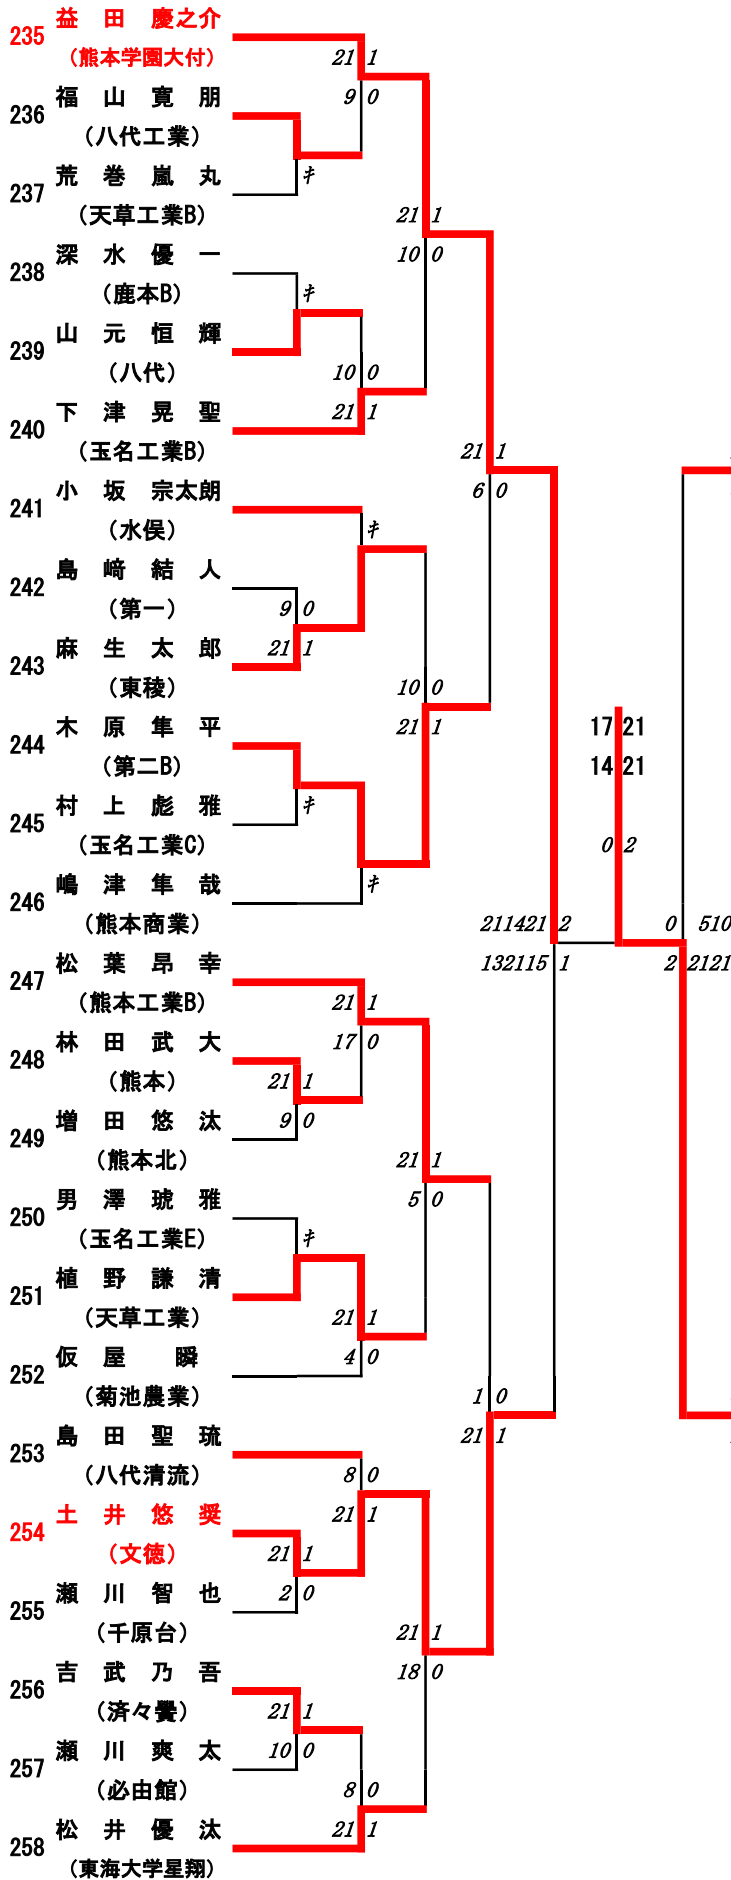 235 益田 慶之介
(熊本学園大付)
21 1
9 0
236 福山寛朋
(八代工業)
237 荒巻嵐丸
キ
(天草工業B)
21 1
10 0
238 深水優一
(鹿本B)
キ
239 山元恒輝
(八代)
10 0
240 下津晃聖
21 1
(玉名工業B)
21 1
6 0
241 小坂宗太朗
(水俣)
キ
242 島﨑結人
(第一)
9 0
243 麻生太郎
21 1
(東稜)
10 0
21 1
244 木原隼平
(第二B)
17 21
14 21
245 村上彪雅
キ
(玉名工業C)
0 2
246 嶋津隼哉
キ
(熊本商業)
211421 2
0 510
132115 1
2 2121
247 松葉昂幸
(熊本工業B)
21 1
17 0
248 林田武大
(熊本)
21 1
249 増田悠汰
9 0
(熊本北)
21 1
5 0
250 男澤琥雅
(玉名工業E)
キ
251 植野謙清
(天草工業)
21 1
252 仮屋 瞬
4 0
(菊池農業)
1 0
21 1
253 島田聖琉
(八代清流)
8 0
21 1
254 土井悠奨
(文徳)
21 1
255 瀬川智也
2 0
(千原台)
21 1
18 0
256 吉武乃吾
(済々黌)
21 1
257 瀬川爽太
10 0
(必由館)
8 0
258 松井優汰
21 1
(東海大学星翔)